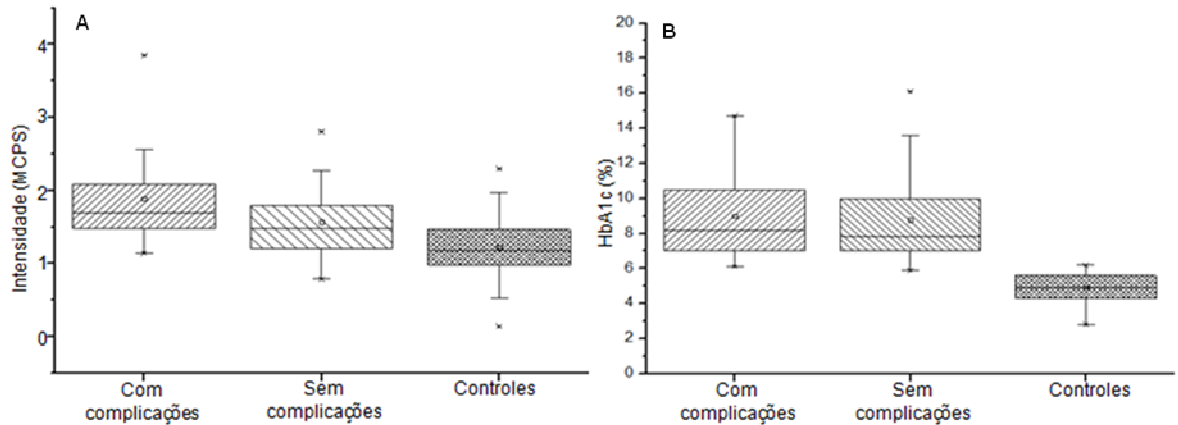 A
Intensidade (MCPS)
4
3
2
1
0
Com
complicações
Sem
complicações
Controles
B
HbA1c (%)
20
18
16
14
12
10
8
6
4
2
0
Com
complicações
Sem
complicações
Controles